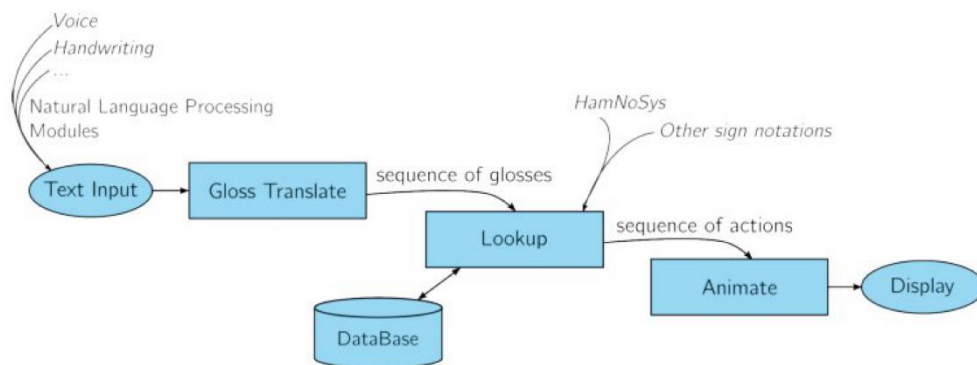 Voice
Handwriting
...
Natural Language Processing
Modules
HamNoSys
Other sign notations
Text Input
Gloss Translate
sequence of glosses
Lookup
sequence of actions
Animate
Display
DataBase